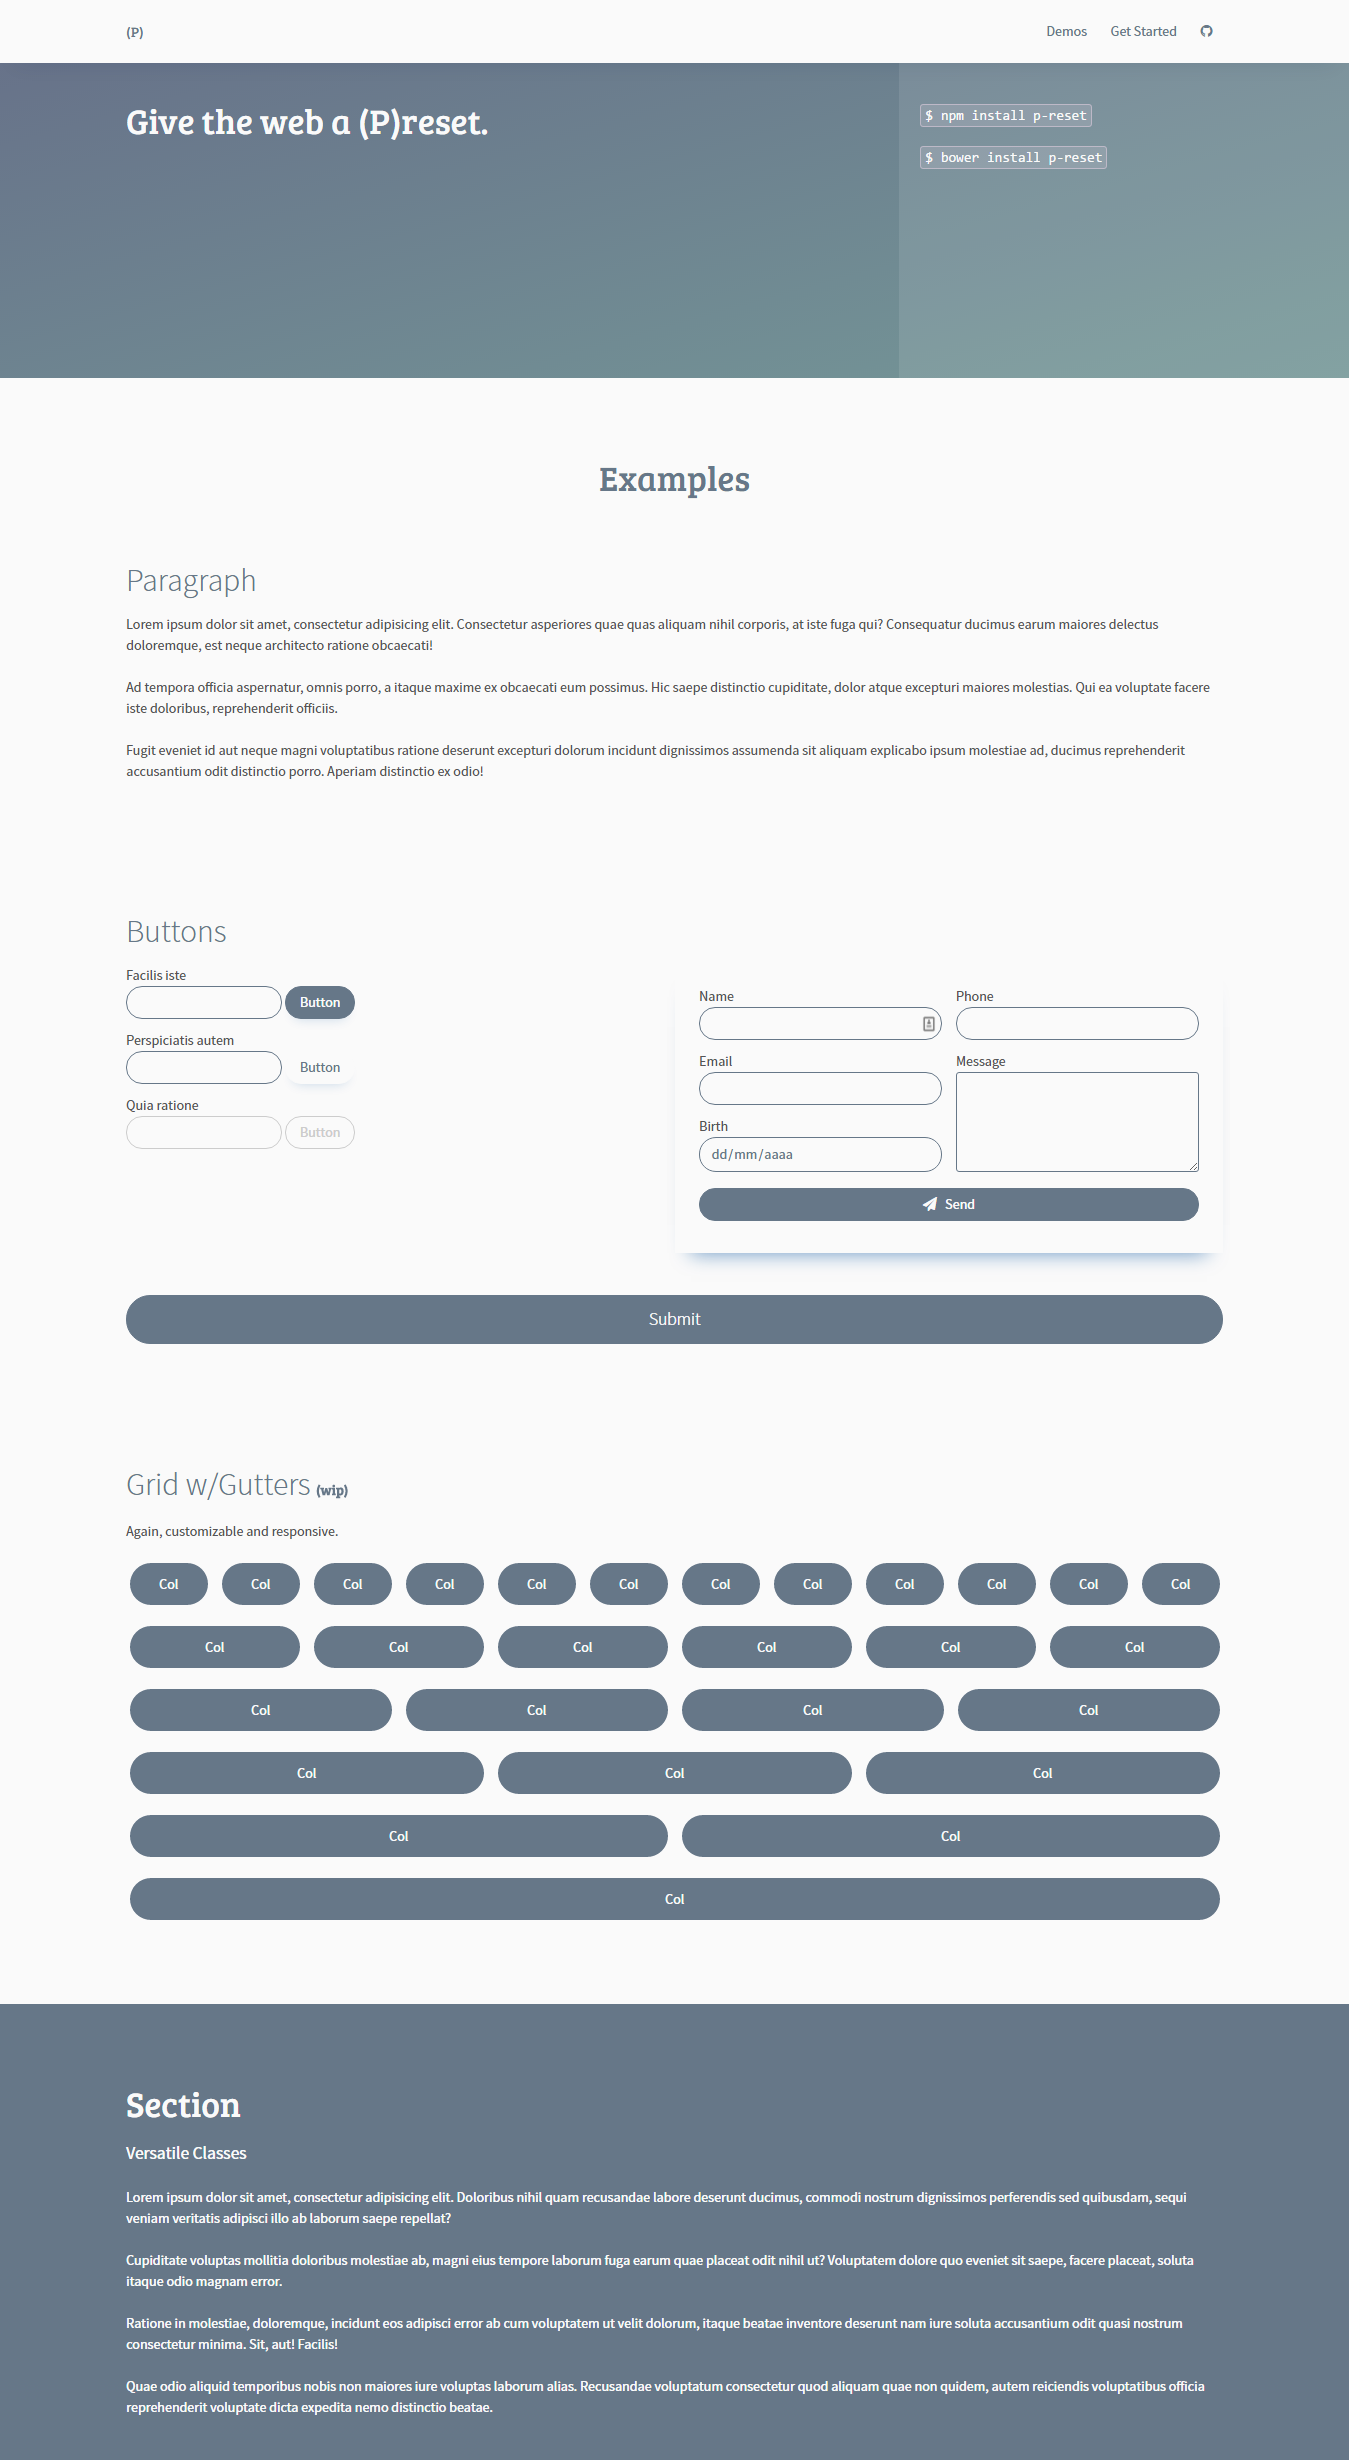 (P)
Demos
Get Started
Give the web a (P)reset.
$ npm install p-reset
$ bower install p-reset
Examples
Paragraph
Lorem ipsum dolor sit amet, consectetur adipisicing elit. Consectetur asperiores quae quas aliquam nihil corporis, at iste fuga qui? Consequatur ducimus earum maiores delectus
doloremque, est neque architecto ratione obcaecati!
Ad tempora officia aspernatur, omnis porro, a itaque maxime ex obcaecati eum possimus. Hic saepe distinctio cupiditate, dolor atque excepturi maiores molestias. Qui ea voluptate facere
iste doloribus, reprehenderit officiis.
Fugit eveniet id aut neque magni voluptatibus ratione deserunt excepturi dolorum incidunt dignissimos assumenda sit aliquam explicabo ipsum molestiae ad, ducimus reprehenderit
accusantium odit distinctio porro. Aperiam distinctio ex odio!
Buttons
Facilis iste
Button
Perspiciatis autem
Button
Quia ratione
Button
Name
Phone
Email
Message
Birth
dd/mm/aaaa
Send
Submit
Grid w/Gutters (wip)
Again, customizable and responsive.
Col Col Col Col Col Col Col Col Col Col Col Col
Col Col Col Col Col Col
Col Col Col Col
Col Col Col
Col Col
Col
Section
Versatile Classes
Lorem ipsum dolor sit amet, consectetur adipisicing elit. Doloribus nihil quam recusandae labore deserunt ducimus, commodi nostrum dignissimos perferendis sed quibusdam, sequi
veniam veritatis adipisci illo ab laborum saepe repellat?
Cupiditate voluptas mollitia doloribus molestiae ab, magni eius tempore laborum fuga earum quae placeat odit nihil ut? Voluptatem dolore quo eveniet sit saepe, facere placeat, soluta
itaque odio magnam error.
Ratione in molestiae, doloremque, incidunt eos adipisci error ab cum voluptatem ut velit dolorum, itaque beatae inventore deserunt nam iure soluta accusantium odit quasi nostrum
consectetur minima. Sit, aut! Facilis!
Quae odio aliquid temporibus nobis non maiores iure voluptas laborum alias. Recusandae voluptatum consectetur quod aliquam quae non quidem, autem reiciendis voluptatibus officia
reprehenderit voluptate dicta expedita nemo distinctio beatae.